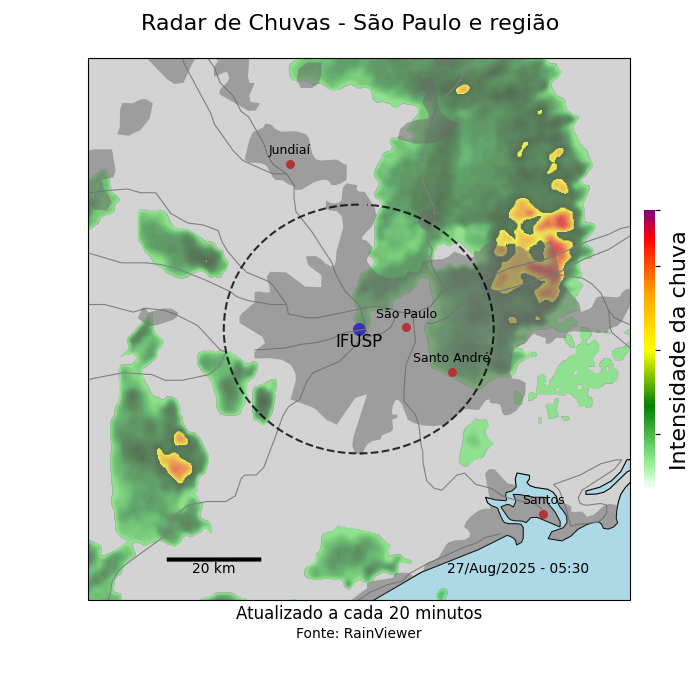 Radar de Chuvas - São Paulo e região
Jundiaí
São Paulo
IFUSP
Santo André
Santos
20 km
27/Aug/2025 - 05:30
Intensidade da chuva
Atualizado a cada 20 minutos
Fonte: RainViewer